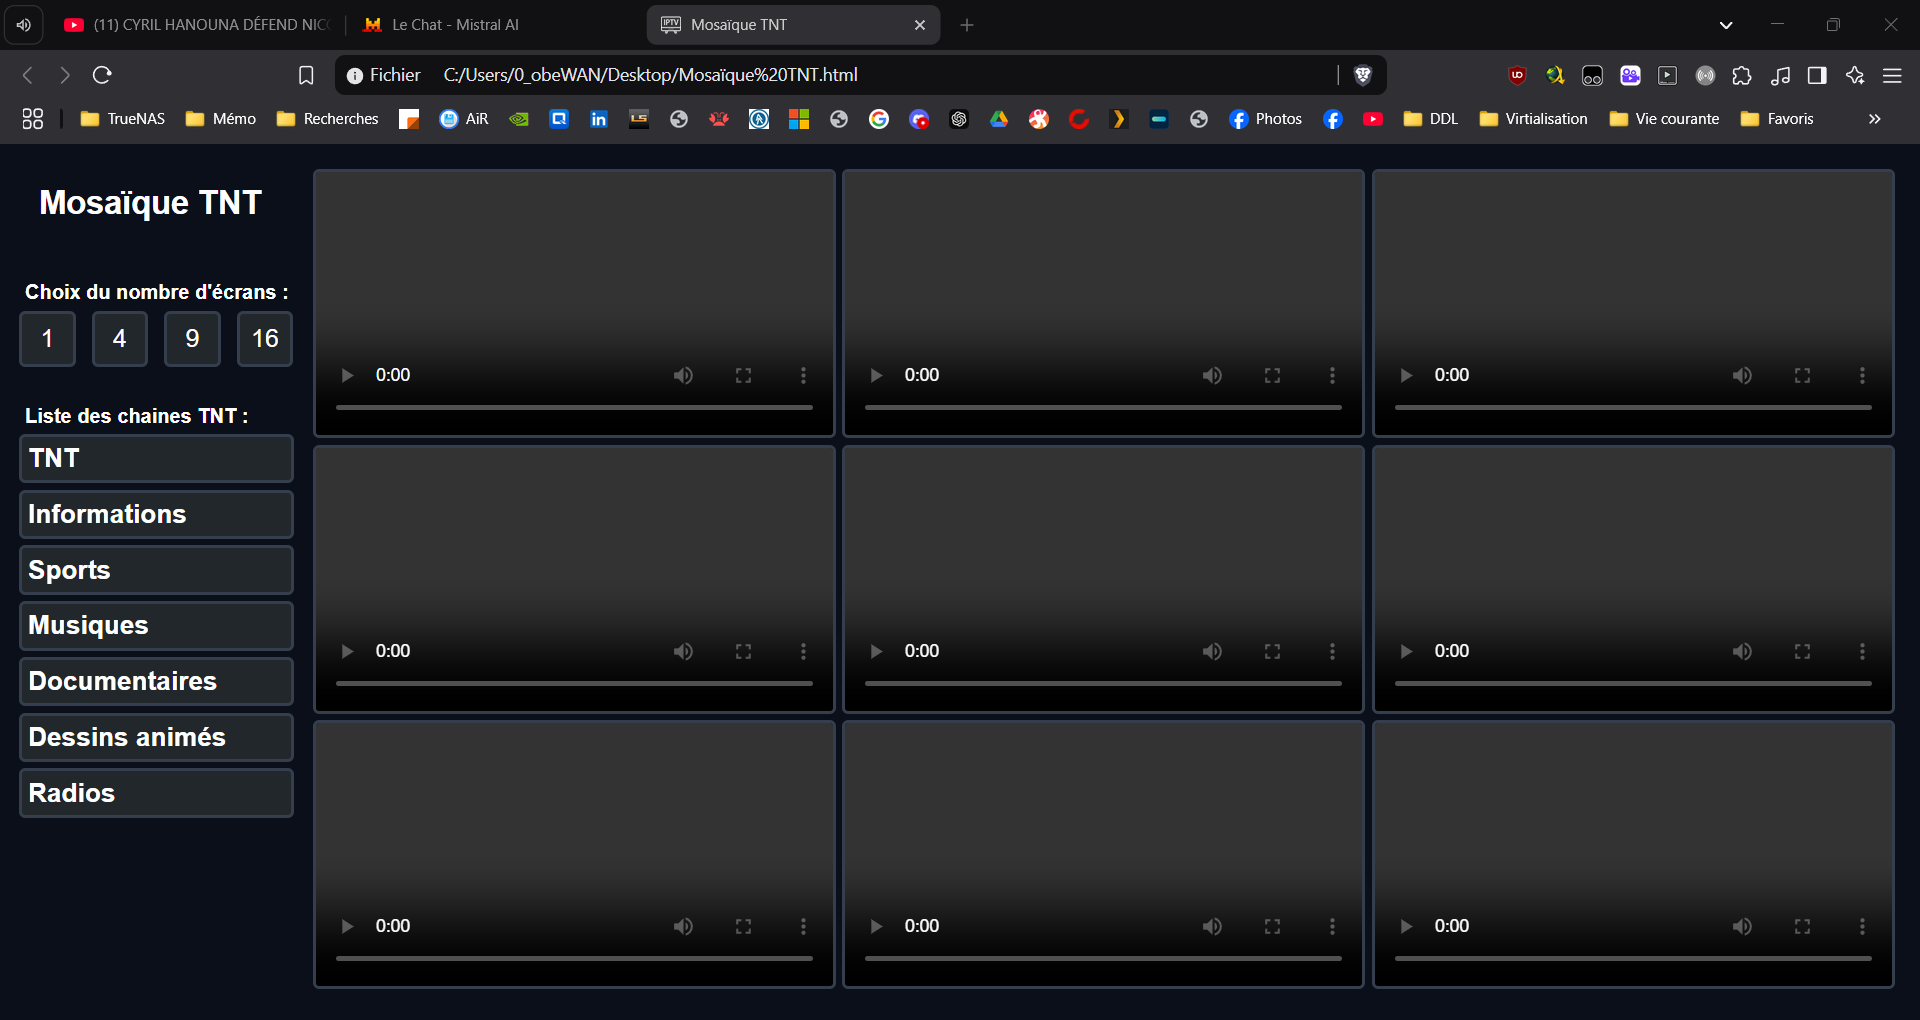 (11) CYRIL HANOUNA DÉFEND NIC
Le Chat - Mistral AI
IPTV
Mosaïque TNT
Fichier C:/Users/0_obeWAN/Desktop/Mosaïque%20TNT.html
TrueNAS
Mémo
Recherches
AiR
Photos
DDL
Virtialisation
Vie courante
Favoris
Mosaïque TNT
Choix du nombre d'écrans :
1 4 9 16
Liste des chaines TNT :
TNT
Informations
Sports
Musiques
Documentaires
Dessins animés
Radios
0:00 0:00 0:00
0:00 0:00 0:00
0:00 0:00 0:00